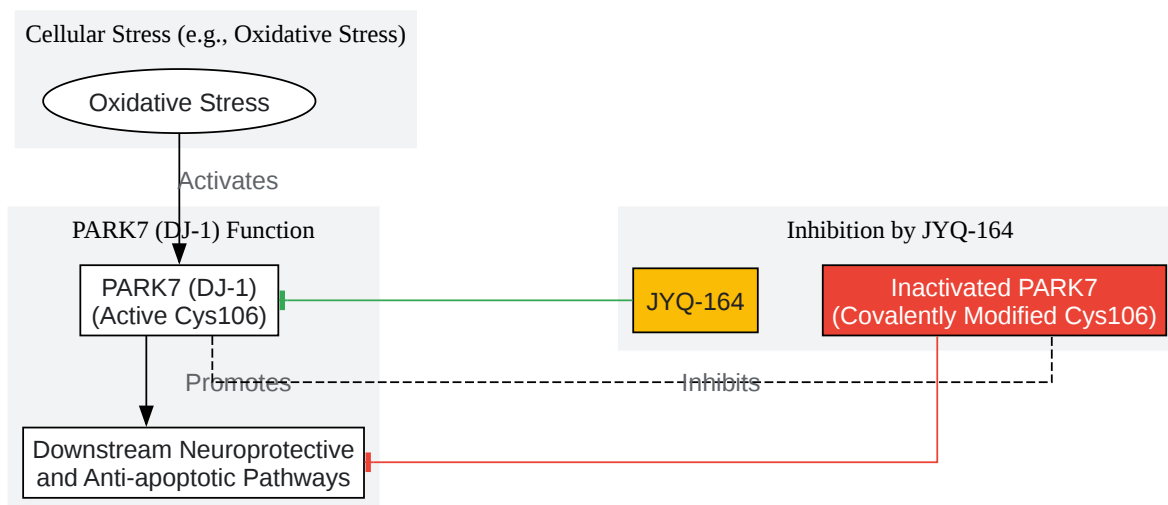 Cellular Stress (e.g., Oxidative Stress)
Oxidative Stress
Activates
PARK7 (DJ-1) Function
PARK7 (DJ-1)
(Active Cys106)
Promotes
Downstream Neuroprotective
and Anti-apoptotic Pathways
Inhibition by JYQ-164
JYQ-164
Inactivated PARK7
(Covalently Modified Cys106)
Inhibits